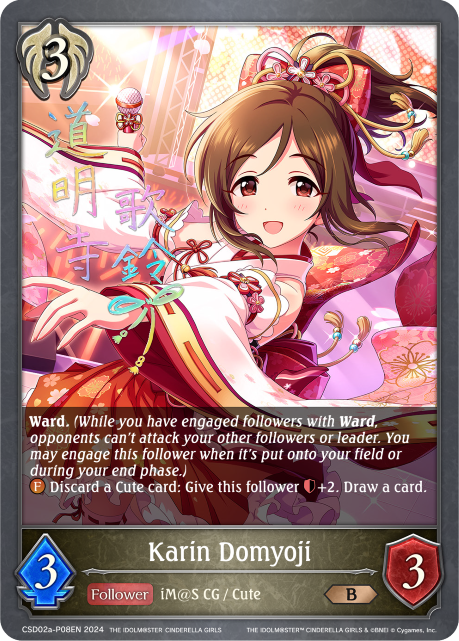 3
道明寺
歌鈴
Ward. (While you have engaged followers with Ward,
opponents can't attack your other followers or leader. You
may engage this follower when it's put onto your field or
during your end phase.)
F Discard a Cute card: Give this follower +2. Draw a card.
Karin Domyoji
3
Follower iM@S CG / Cute
B
3
CSD02a-P08EN 2024 THE IDOLM@STER CINDERELLA GIRLS THE IDOLM@STER™ CINDERELLA GIRLS & ©BNEI © Cygames, Inc.